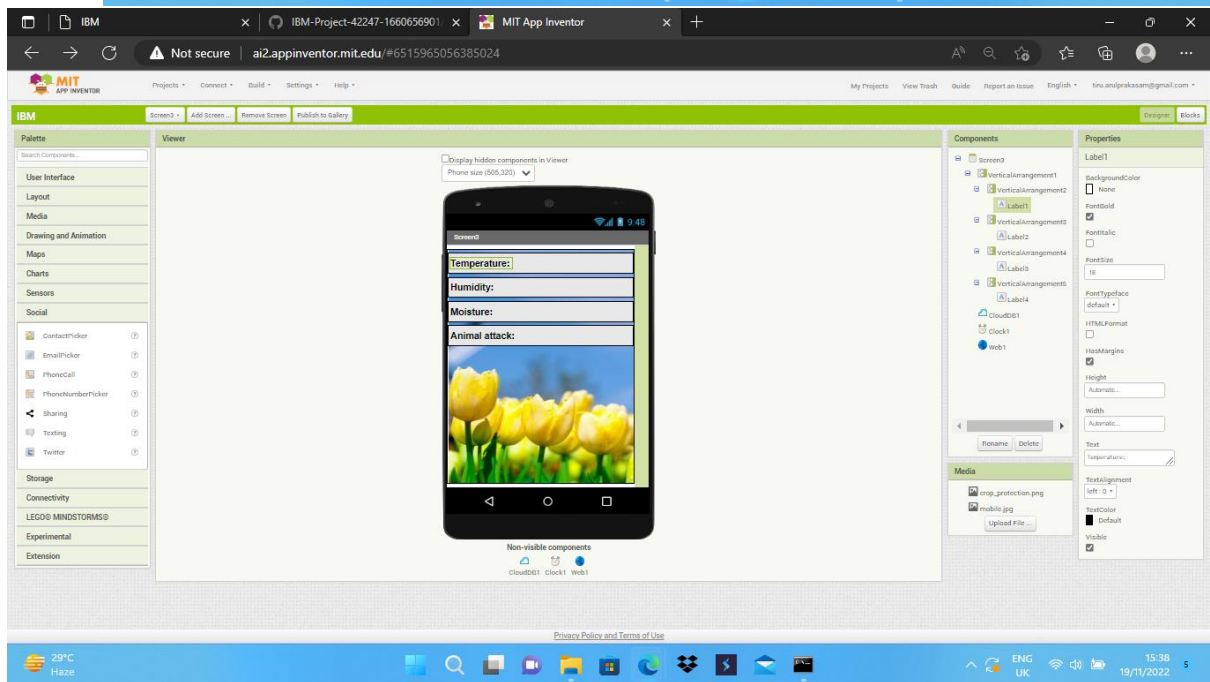 IBM
IBM-Project-42247-1660656901
MIT App Inventor
Not secure
ai2.appinventor.mit.edu/#6515965056385024
MIT
APP INVENTOR
Projects
Connect
Build
Settings
Help
My Projects
View Trash
Guide
Report an Issue
English
tiru.arulprakasam@gmail.com
IBM
Screen3
Add Screen ...
Remove Screen
Publish to Gallery
Designer
Blocks
Palette
Search Components...
User Interface
Layout
Media
Drawing and Animation
Maps
Charts
Sensors
Social
ContactPicker
EmailPicker
PhoneCall
PhoneNumberPicker
Sharing
Texting
Twitter
Storage
Connectivity
LEGO® MINDSTORMS®
Experimental
Extension
Viewer
Display hidden components in Viewer
Phone size (505,320)
9:48
Screen3
Temperature:
Humidity:
Moisture:
Animal attack:
Non-visible components
CloudDB1
Clock1
Web1
Components
Screen3
VerticalArrangement1
VerticalArrangement2
Label1
VerticalArrangement3
Label2
VerticalArrangement4
Label3
VerticalArrangement5
Label4
CloudDB1
Clock1
Web1
Rename
Delete
Media
crop_protection.png
mobile.jpg
Upload File ...
Properties
Label1
BackgroundColor
None
FontBold
FontItalic
FontSize
18
FontTypeface
default
HTMLFormat
HasMargins
Height
Automatic...
Width
Automatic...
Text
Temperature:
TextAlignment
left : 0
TextColor
Default
Visible
Privacy Policy and Terms of Use
29°C
Haze
ENG
UK
15:38
19/11/2022
5